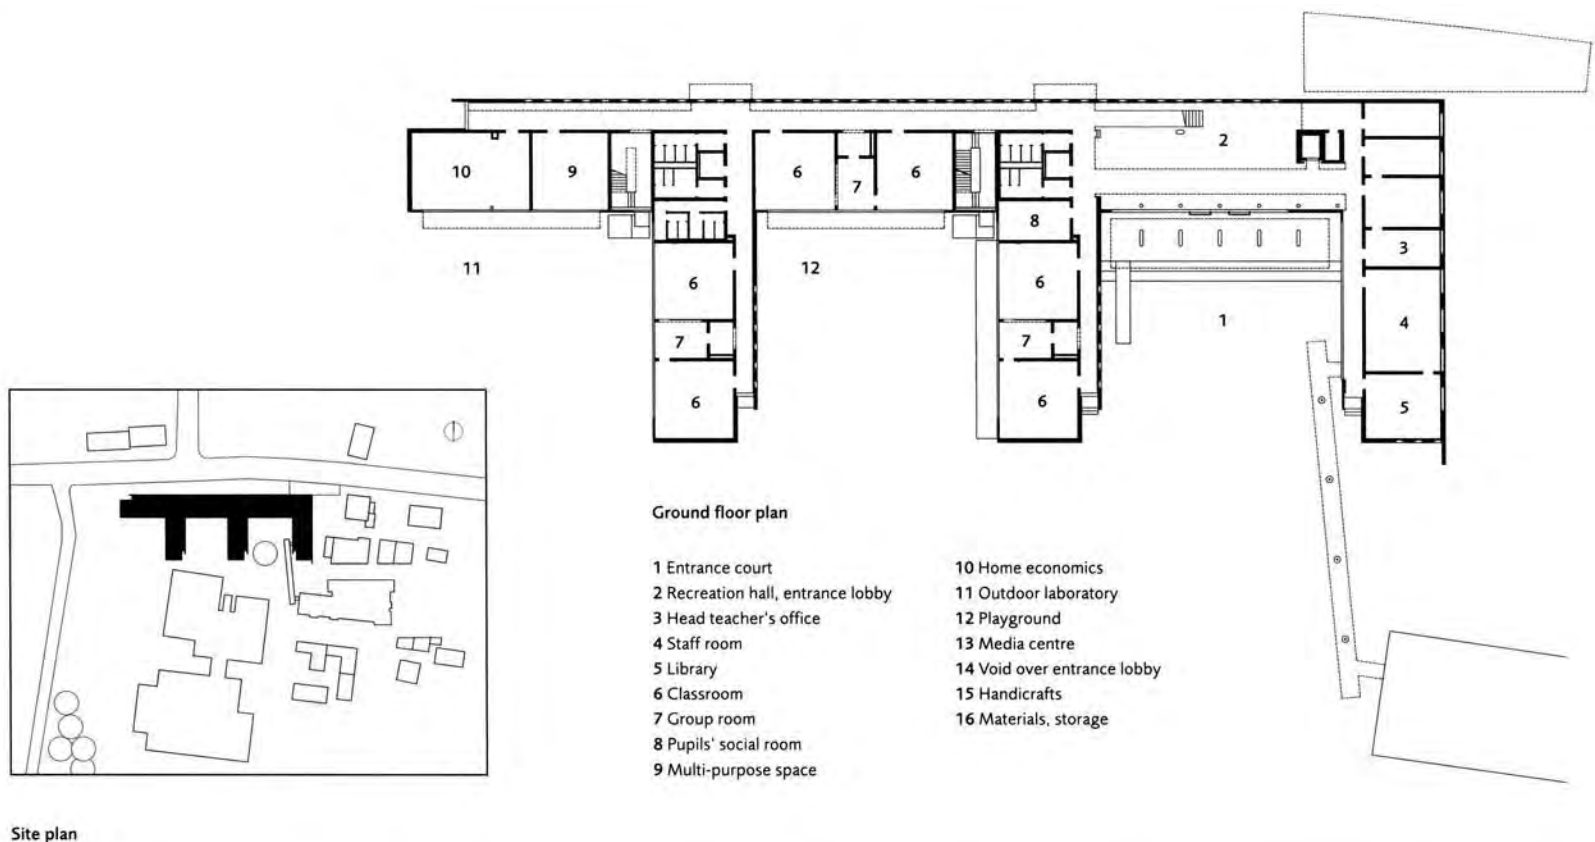 2
10
9
6
7
6
8
3
11
12
6
6
1
4
7
7
6
6
5
Ground floor plan
1 Entrance court
2 Recreation hall, entrance lobby
3 Head teacher's office
4 Staff room
5 Library
6 Classroom
7 Group room
8 Pupils' social room
9 Multi-purpose space
10 Home economics
11 Outdoor laboratory
12 Playground
13 Media centre
14 Void over entrance lobby
15 Handicrafts
16 Materials, storage
Site plan